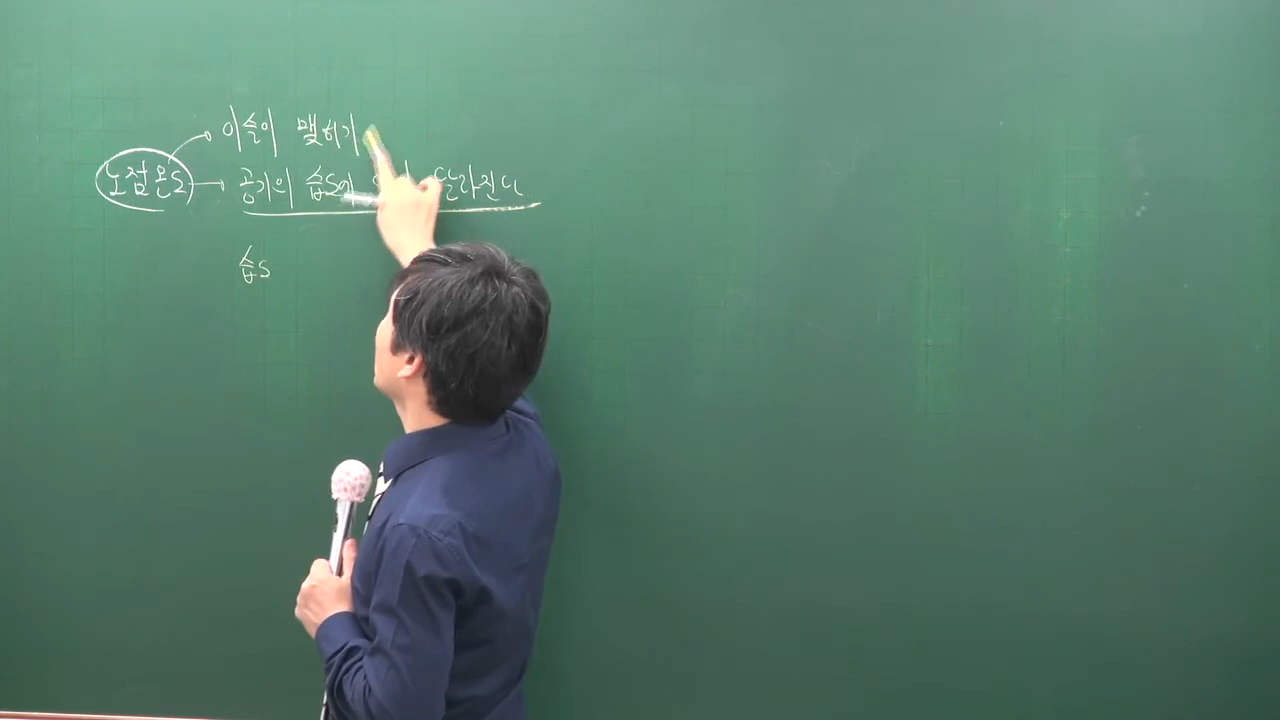 이슬이 맺히기
노점온도 공기의 습도에 달라진다
습도